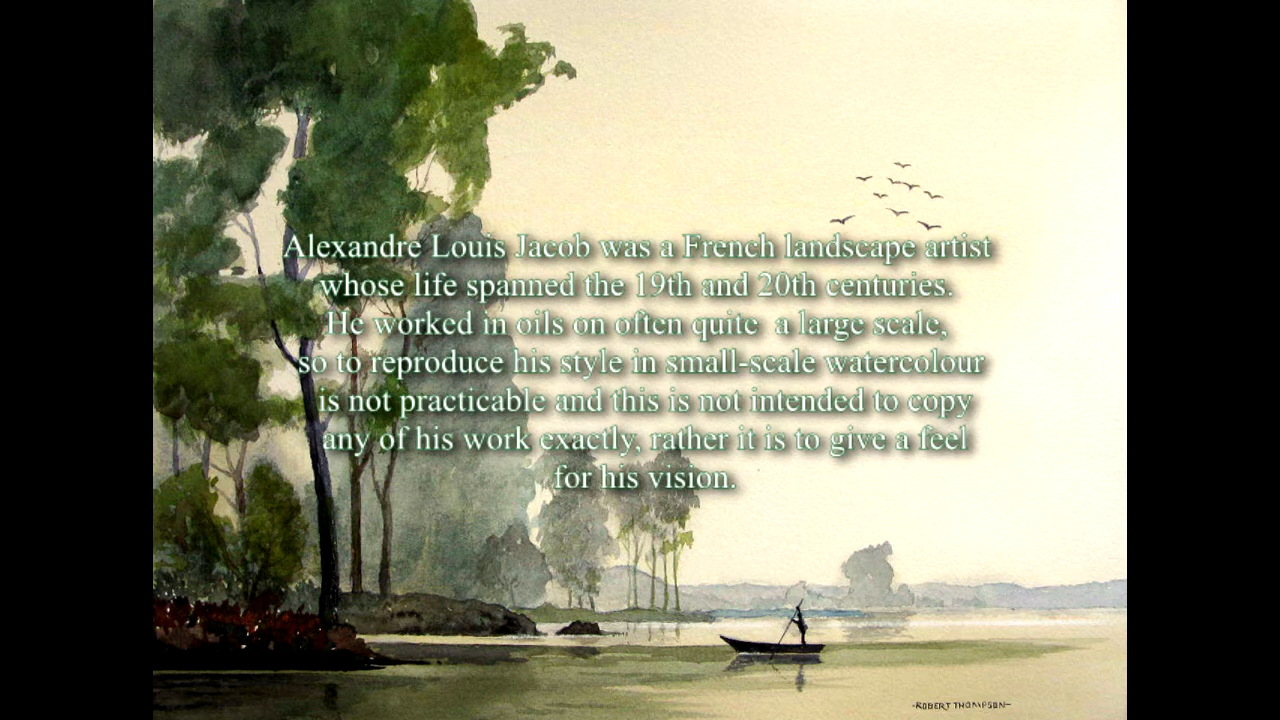 Alexandre Louis Jacob was a French landscape artist
whose life spanned the 19th and 20th centuries.
He worked in oils on often quite  a large scale,
so to reproduce his style in small-scale watercolour
is not practicable and this is not intended to copy
any of his work exactly, rather it is to give a feel
for his vision.
-ROBERT THOMPSON-